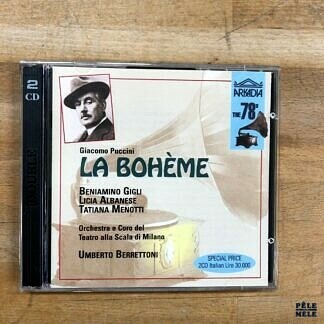 2
CD
DOUBLE
ARKADIA
THE 78s
Giacomo Puccini
LA BOHÈME
BENIAMINO GIGLI
LICIA ALBANESE
TATIANA MENOTTI
Orchestra e Coro del
Teatro alla Scala di Milano
UMBERTO BERRETTONI
SPECIAL PRICE
2CD Italian Lire 30.000
PÊLE
MÊLE